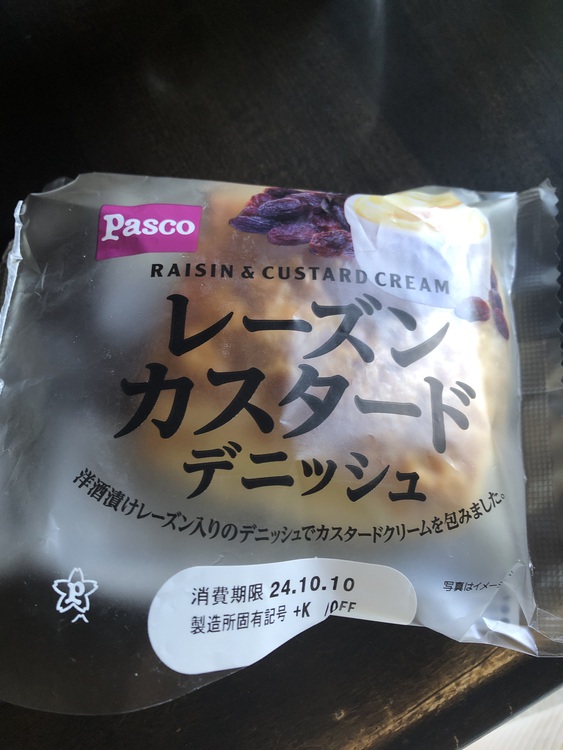 Pasco
RAISIN & CUSTARD CREAM
レーズン
カスタード
デニッシュ
洋酒漬けレーズン入りのデニッシュでカスタードクリームを包みました。
消費期限 24.10.10
製造所固有記号 +K /OFF
写真はイメージ